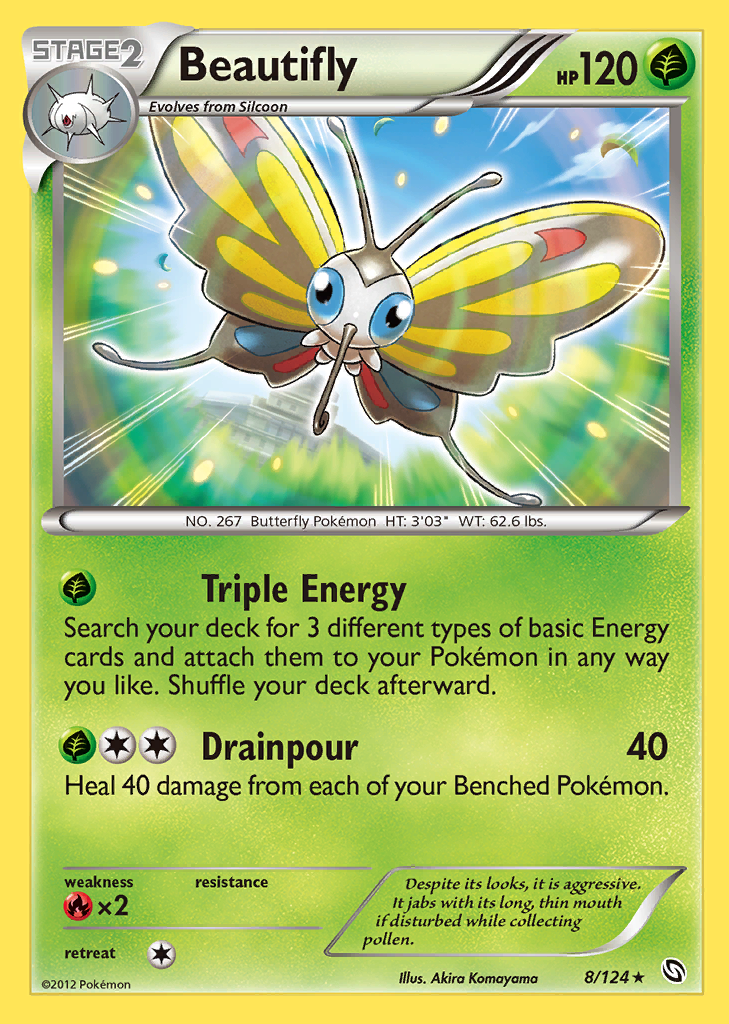 STAGE2
Beautifly
HP120
Evolves from Silcoon
NO. 267 Butterfly Pokémon HT: 3'03" WT: 62.6 lbs.
Triple Energy
Search your deck for 3 different types of basic Energy
cards and attach them to your Pokémon in any way
you like. Shuffle your deck afterward.
Drainpour 40
Heal 40 damage from each of your Benched Pokémon.
weakness resistance
×2
retreat
Despite its looks, it is aggressive.
It jabs with its long, thin mouth
if disturbed while collecting
pollen.
©2012 Pokémon
Illus. Akira Komayama
8/124★